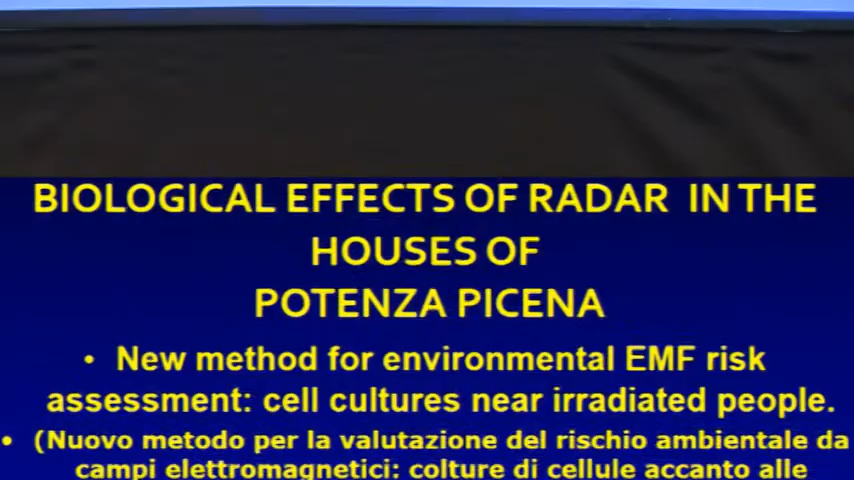 BIOLOGICAL EFFECTS OF RADAR IN THE
HOUSES OF
POTENZA PICENA
• New method for environmental EMF risk
assessment: cell cultures near irradiated people.
• (Nuovo metodo per la valutazione del rischio ambientale da
campi elettromagnetici: colture di cellule accanto alle